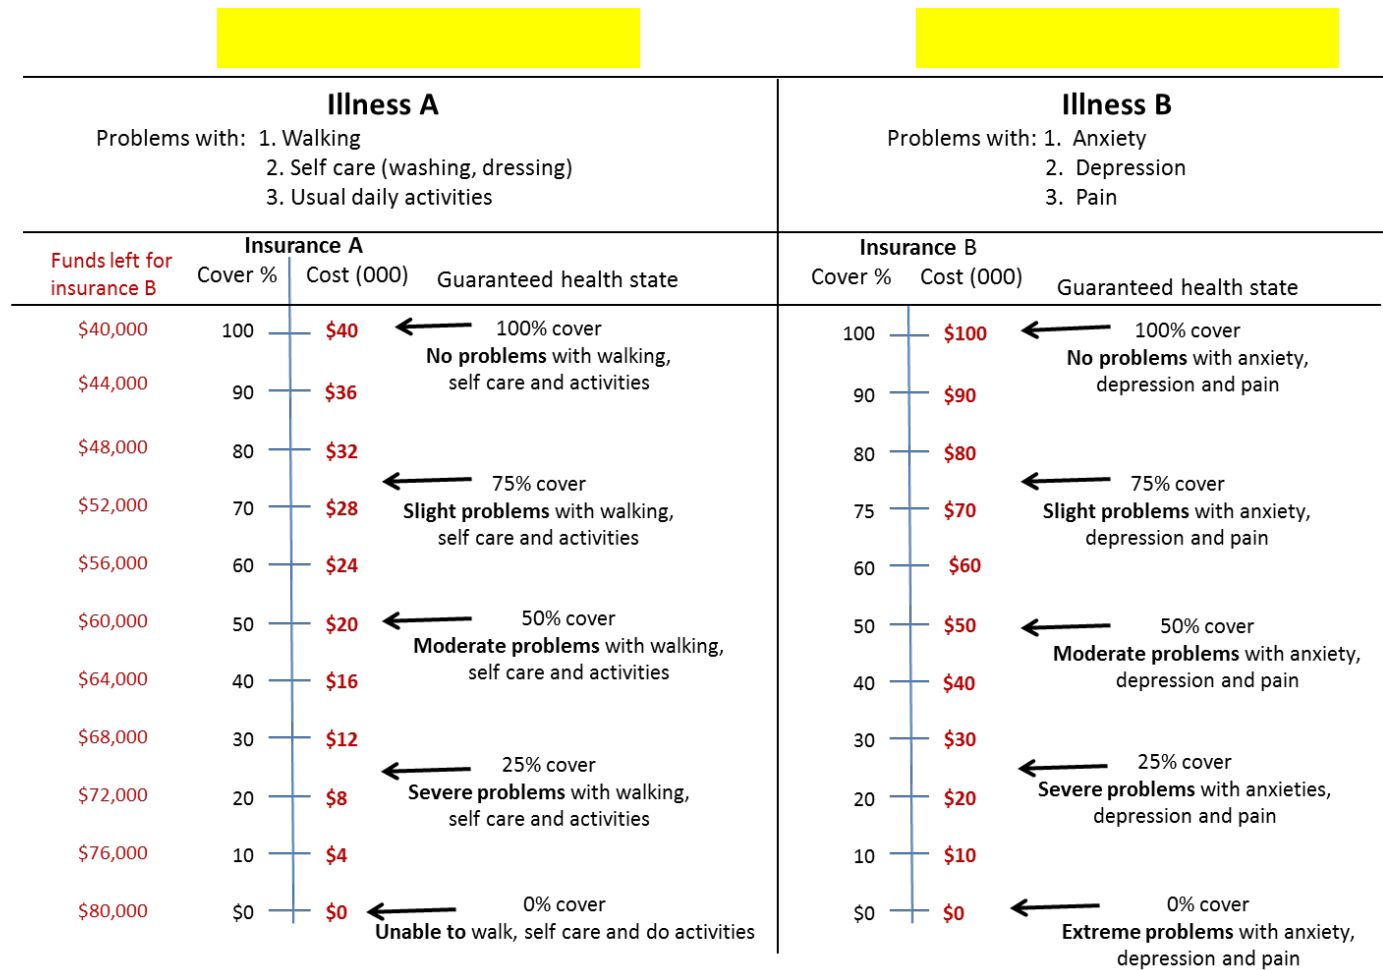 Illness A
Problems with: 1. Walking
2. Self care (washing, dressing)
3. Usual daily activities
Illness B
Problems with: 1. Anxiety
2. Depression
3. Pain
Funds left for
insurance B
Insurance A
Cover % Cost (000) Guaranteed health state
$40,000 100 $40
$44,000 90 $36
$48,000 80 $32
$52,000 70 $28
$56,000 60 $24
$60,000 50 $20
$64,000 40 $16
$68,000 30 $12
$72,000 20 $8
$76,000 10 $4
$80,000 $0 $0
100% cover
No problems with walking,
self care and activities
75% cover
Slight problems with walking,
self care and activities
50% cover
Moderate problems with walking,
self care and activities
25% cover
Severe problems with walking,
self care and activities
0% cover
Unable to walk, self care and do activities
Insurance B
Cover % Cost (000) Guaranteed health state
100 $100
90 $90
80 $80
75 $70
60 $60
50 $50
40 $40
30 $30
20 $20
10 $10
$0 $0
100% cover
No problems with anxiety,
depression and pain
75% cover
Slight problems with anxiety,
depression and pain
50% cover
Moderate problems with anxiety,
depression and pain
25% cover
Severe problems with anxieties,
depression and pain
0% cover
Extreme problems with anxiety,
depression and pain